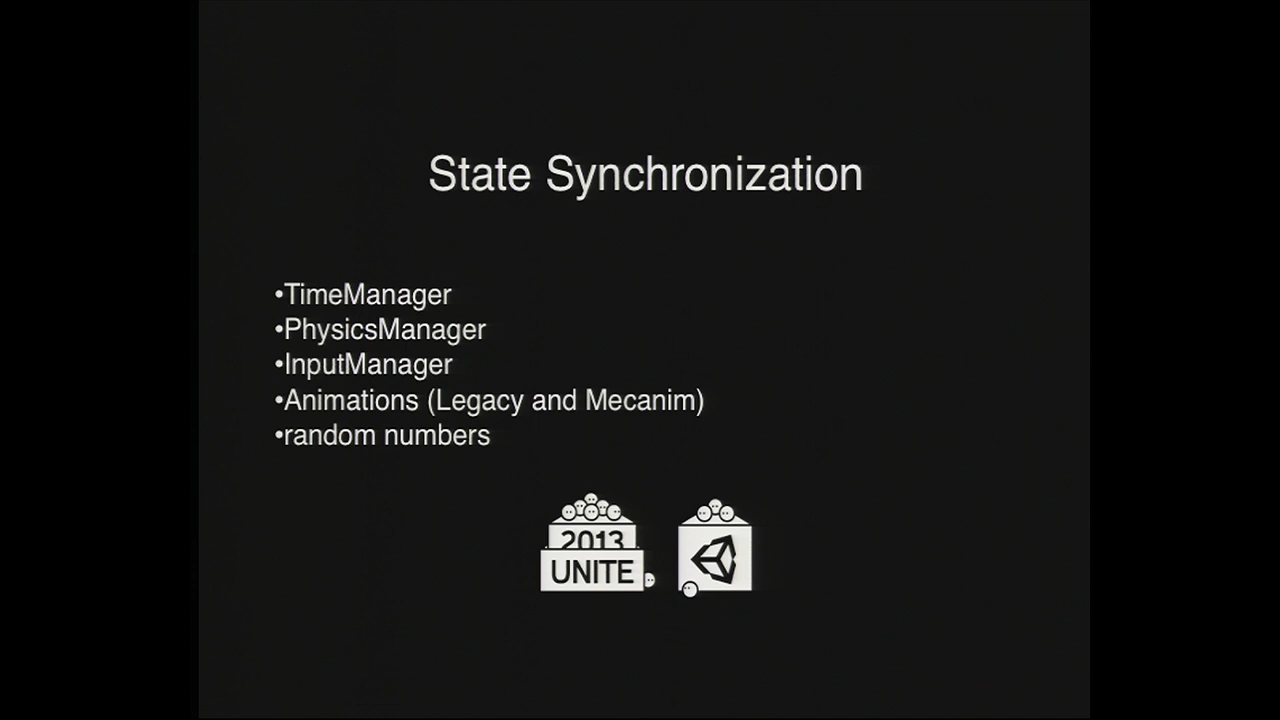 State Synchronization
•TimeManager
•PhysicsManager
•InputManager
•Animations (Legacy and Mecanim)
•random numbers
2013
UNITE